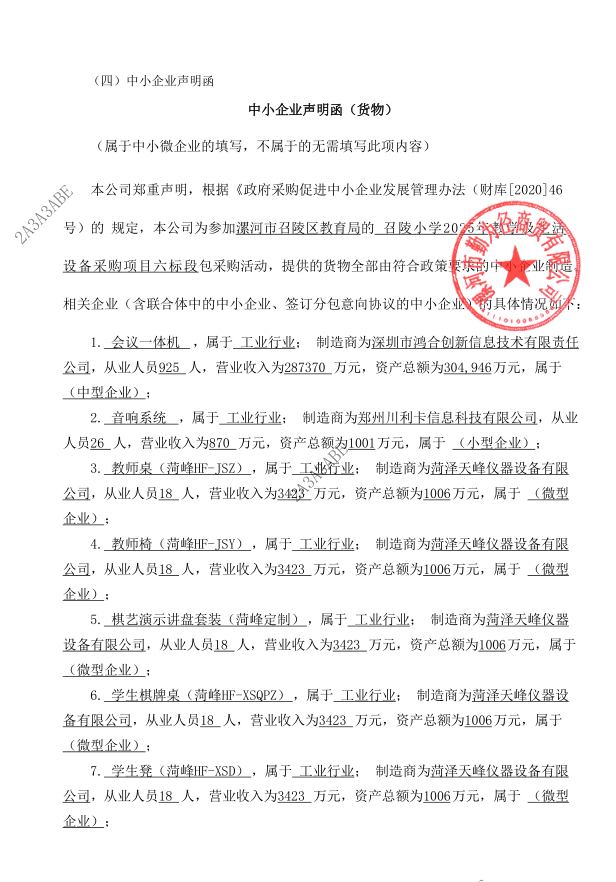 （四）中小企业声明函
中小企业声明函（货物）
（属于中小微企业的填写，不属于的无需填写此项内容）
本公司郑重声明，根据《政府采购促进中小企业发展管理办法（财库[2020]46
号）的 规定，本公司为参加漯河市召陵区教育局的 召陵小学2025年教学及生活
设备采购项目六标段包采购活动，提供的货物全部由符合政策要求的中小企业制造。
相关企业（含联合体中的中小企业、签订分包意向协议的中小企业）的具体情况如下：
1. 会议一体机 ，属于 工业行业； 制造商为深圳市鸿合创新信息技术有限责任
公司，从业人员925 人，营业收入为287370 万元，资产总额为304,946万元，属于
（中型企业）；
2. 音响系统 ，属于 工业行业； 制造商为郑州川利卡信息科技有限公司，从业
人员26 人，营业收入为870 万元，资产总额为1001万元，属于 （小型企业）；
3. 教师桌（菏峰HF-JSZ），属于 工业行业； 制造商为菏泽天峰仪器设备有限
公司，从业人员18 人，营业收入为3423 万元，资产总额为1006万元，属于 （微型
企业）；
4. 教师椅（菏峰HF-JSY），属于 工业行业； 制造商为菏泽天峰仪器设备有限
公司，从业人员18 人，营业收入为3423 万元，资产总额为1006万元，属于 （微型
企业）；
5. 棋艺演示讲盘套装（菏峰定制），属于 工业行业； 制造商为菏泽天峰仪器
设备有限公司，从业人员18 人，营业收入为3423 万元，资产总额为1006万元，属于
（微型企业）；
6. 学生棋牌桌（菏峰HF-XSQPZ），属于 工业行业； 制造商为菏泽天峰仪器设
备有限公司，从业人员18 人，营业收入为3423 万元，资产总额为1006万元，属于
（微型企业）；
7. 学生凳（菏峰HF-XSD），属于 工业行业； 制造商为菏泽天峰仪器设备有限
公司，从业人员18 人，营业收入为3423 万元，资产总额为1006万元，属于 （微型
企业）；
2A3A3ABE
2A3A3ABE
漯河市勤为径商贸有限公司